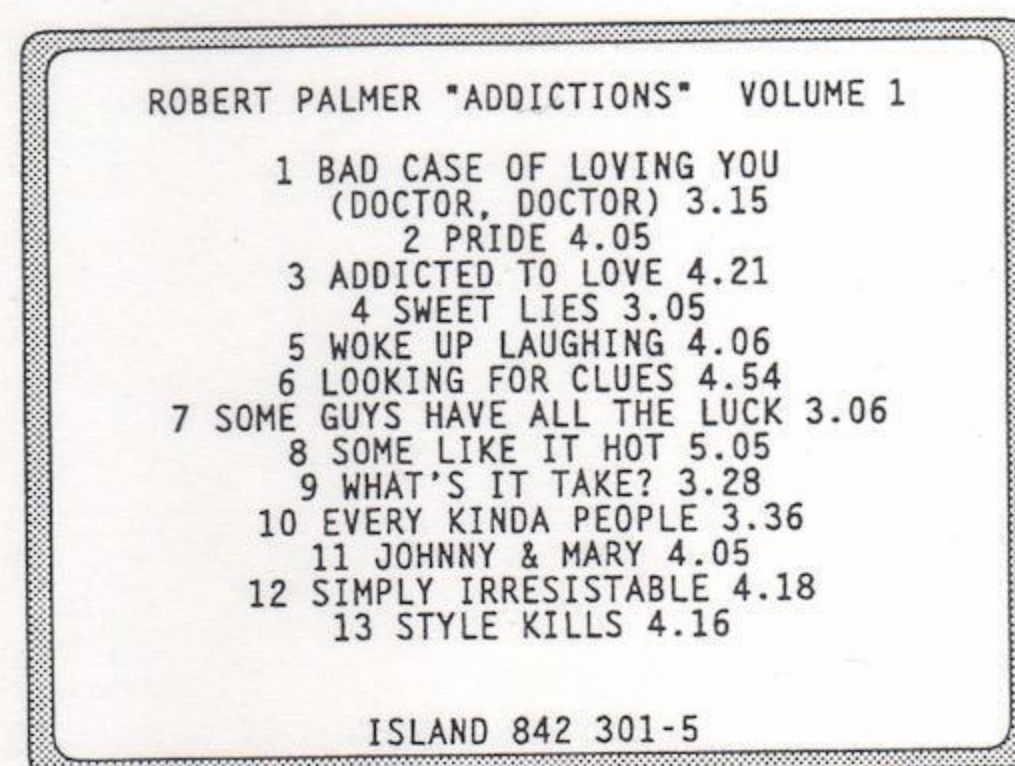 ROBERT PALMER "ADDICTIONS" VOLUME 1
1 BAD CASE OF LOVING YOU
(DOCTOR, DOCTOR) 3.15
2 PRIDE 4.05
3 ADDICTED TO LOVE 4.21
4 SWEET LIES 3.05
5 WOKE UP LAUGHING 4.06
6 LOOKING FOR CLUES 4.54
7 SOME GUYS HAVE ALL THE LUCK 3.06
8 SOME LIKE IT HOT 5.05
9 WHAT'S IT TAKE? 3.28
10 EVERY KINDA PEOPLE 3.36
11 JOHNNY & MARY 4.05
12 SIMPLY IRRESISTABLE 4.18
13 STYLE KILLS 4.16
ISLAND 842 301-5